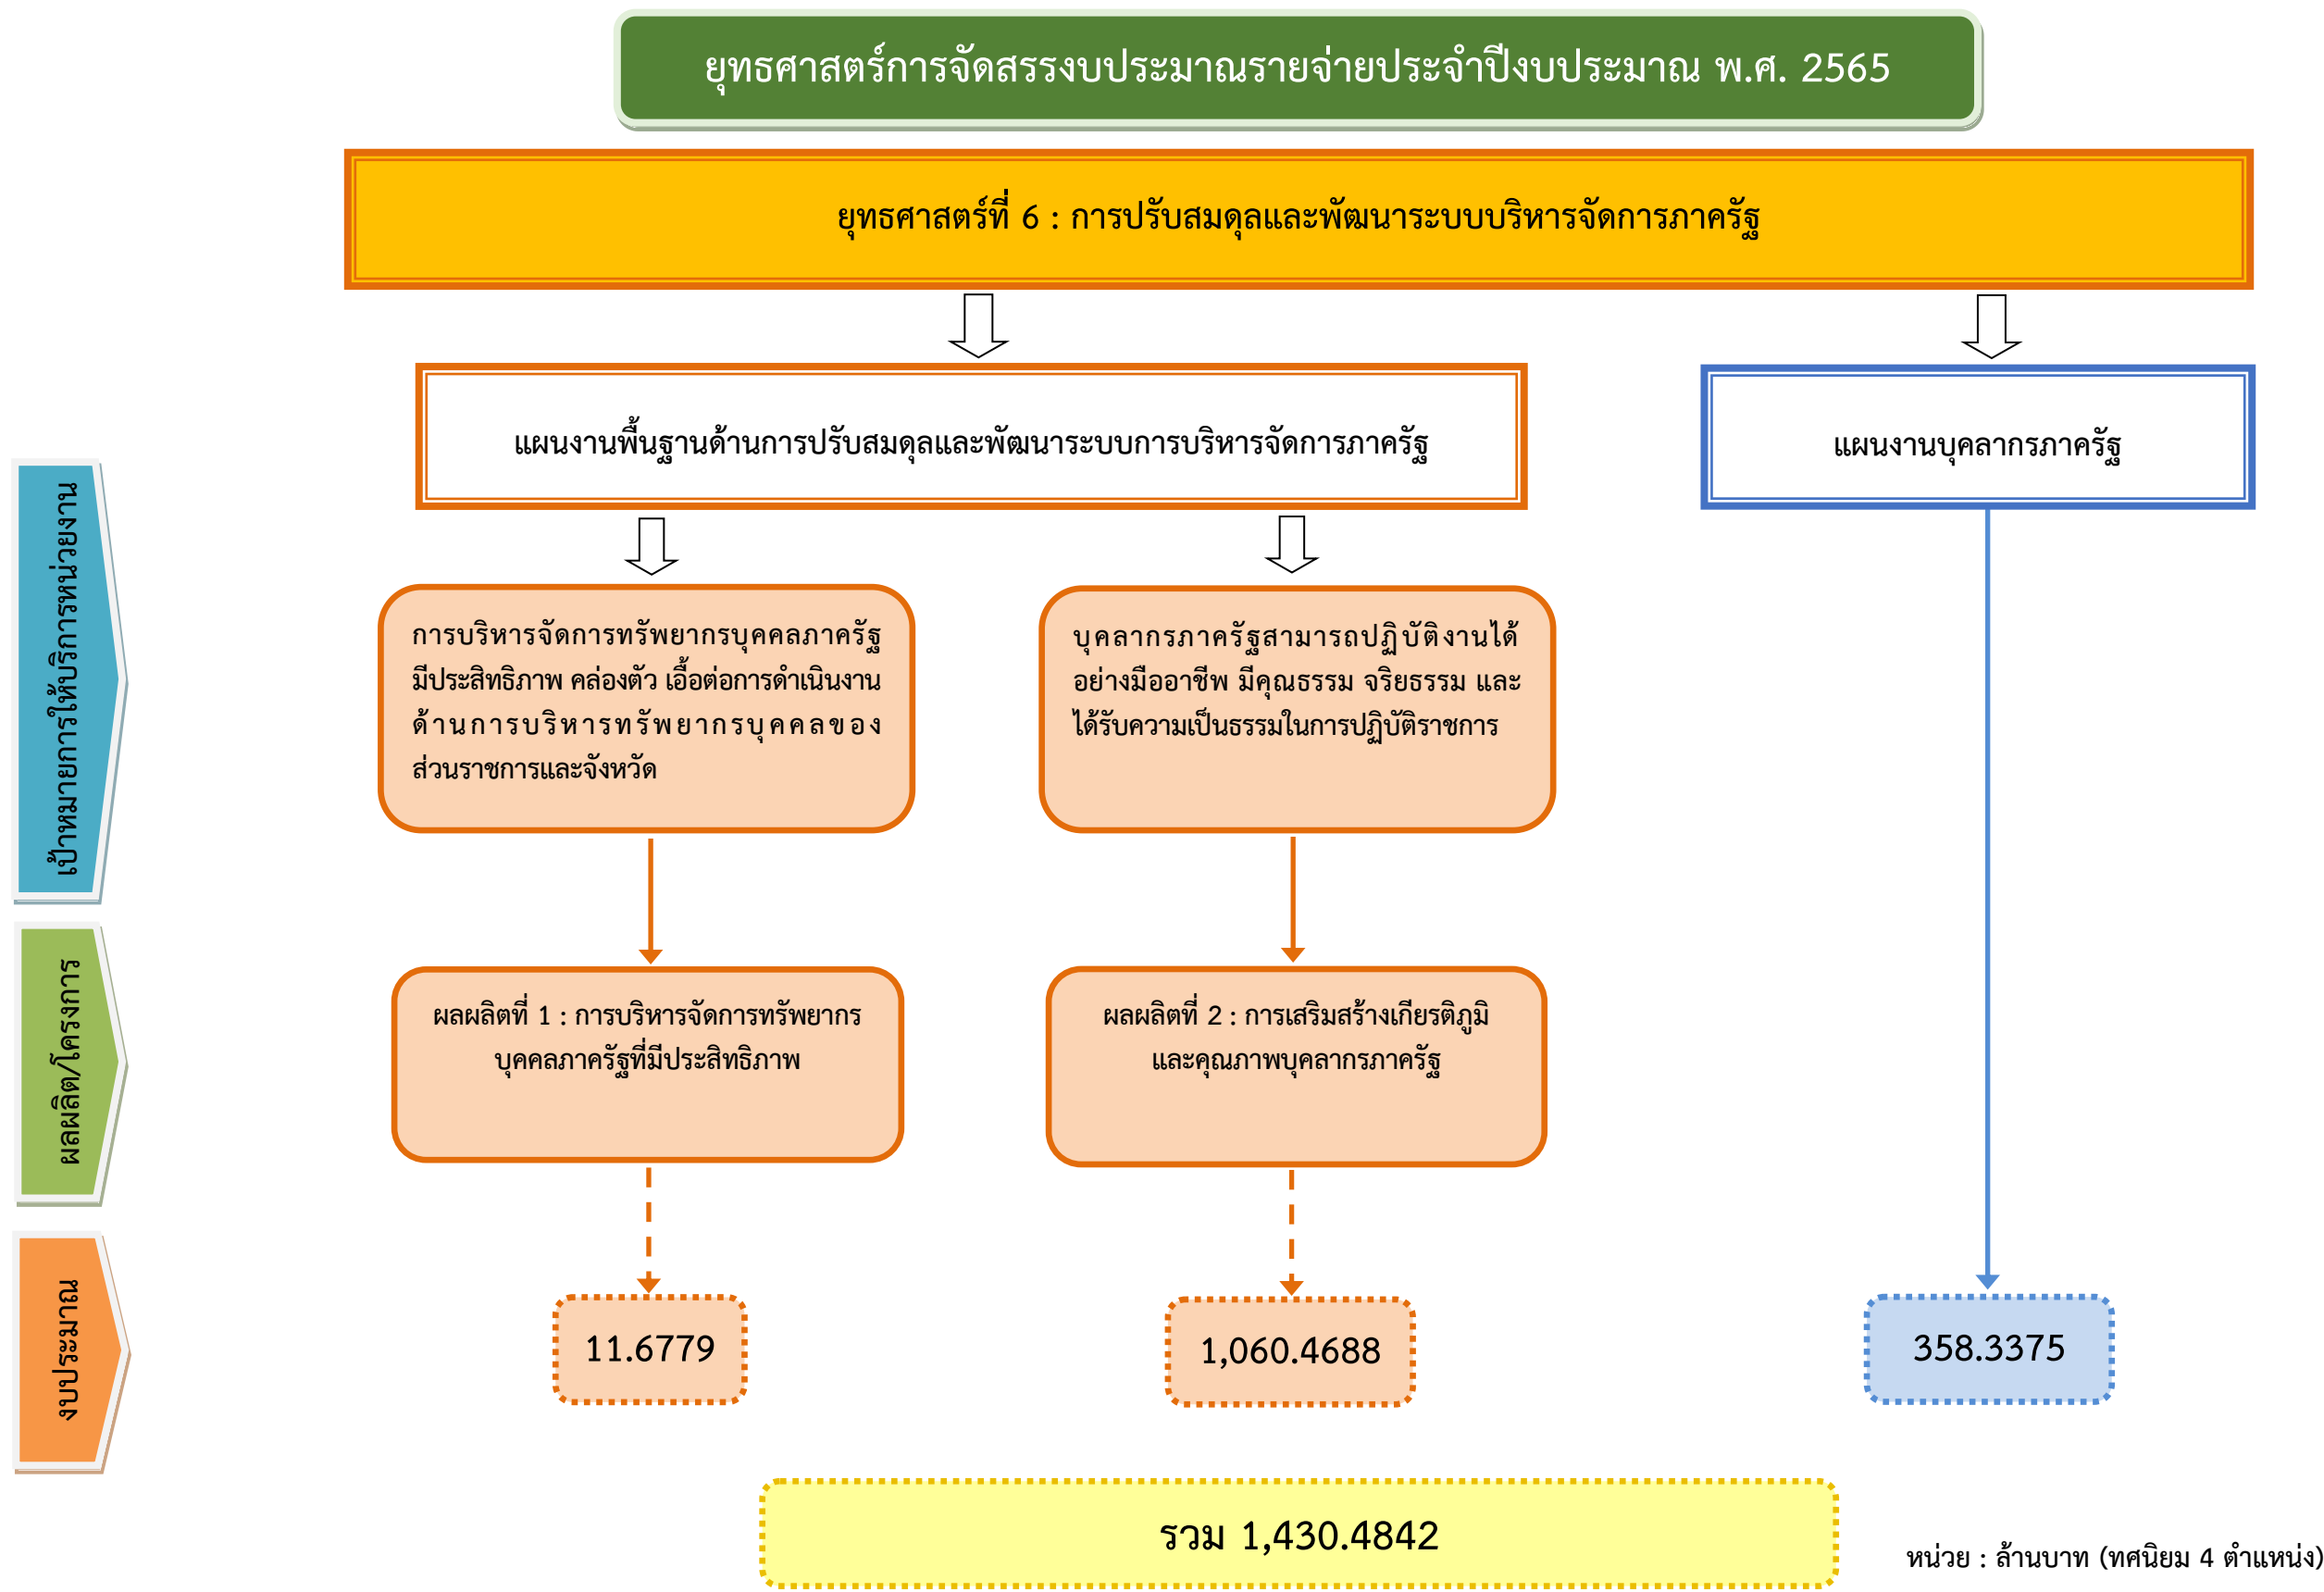 ยุทธศาสตร์การจัดสรรงบประมาณรายจ่ายประจำปีงบประมาณ พ.ศ. 2565
ยุทธศาสตร์ที่ 6 : การปรับสมดุลและพัฒนาระบบบริหารจัดการภาครัฐ
แผนงานพื้นฐานด้านการปรับสมดุลและพัฒนาระบบการบริหารจัดการภาครัฐ
แผนงานบุคลากรภาครัฐ
เป้าหมายการให้บริการหน่วยงาน
การบริหารจัดการทรัพยากรบุคคลภาครัฐ
มีประสิทธิภาพ คล่องตัว เอื้อต่อการดำเนินงาน
ด้านการบริหารทรัพยากรบุคคลของ
ส่วนราชการและจังหวัด
บุคลากรภาครัฐสามารถปฏิบัติงานได้
อย่างมืออาชีพ มีคุณธรรม จริยธรรม และ
ได้รับความเป็นธรรมในการปฏิบัติราชการ
ผลผลิต/โครงการ
ผลผลิตที่ 1 : การบริหารจัดการทรัพยากร
บุคคลภาครัฐที่มีประสิทธิภาพ
ผลผลิตที่ 2 : การเสริมสร้างเกียรติภูมิ
และคุณภาพบุคลากรภาครัฐ
งบประมาณ
11.6779
1,060.4688
358.3375
รวม 1,430.4842
หน่วย : ล้านบาท (ทศนิยม 4 ตำแหน่ง)